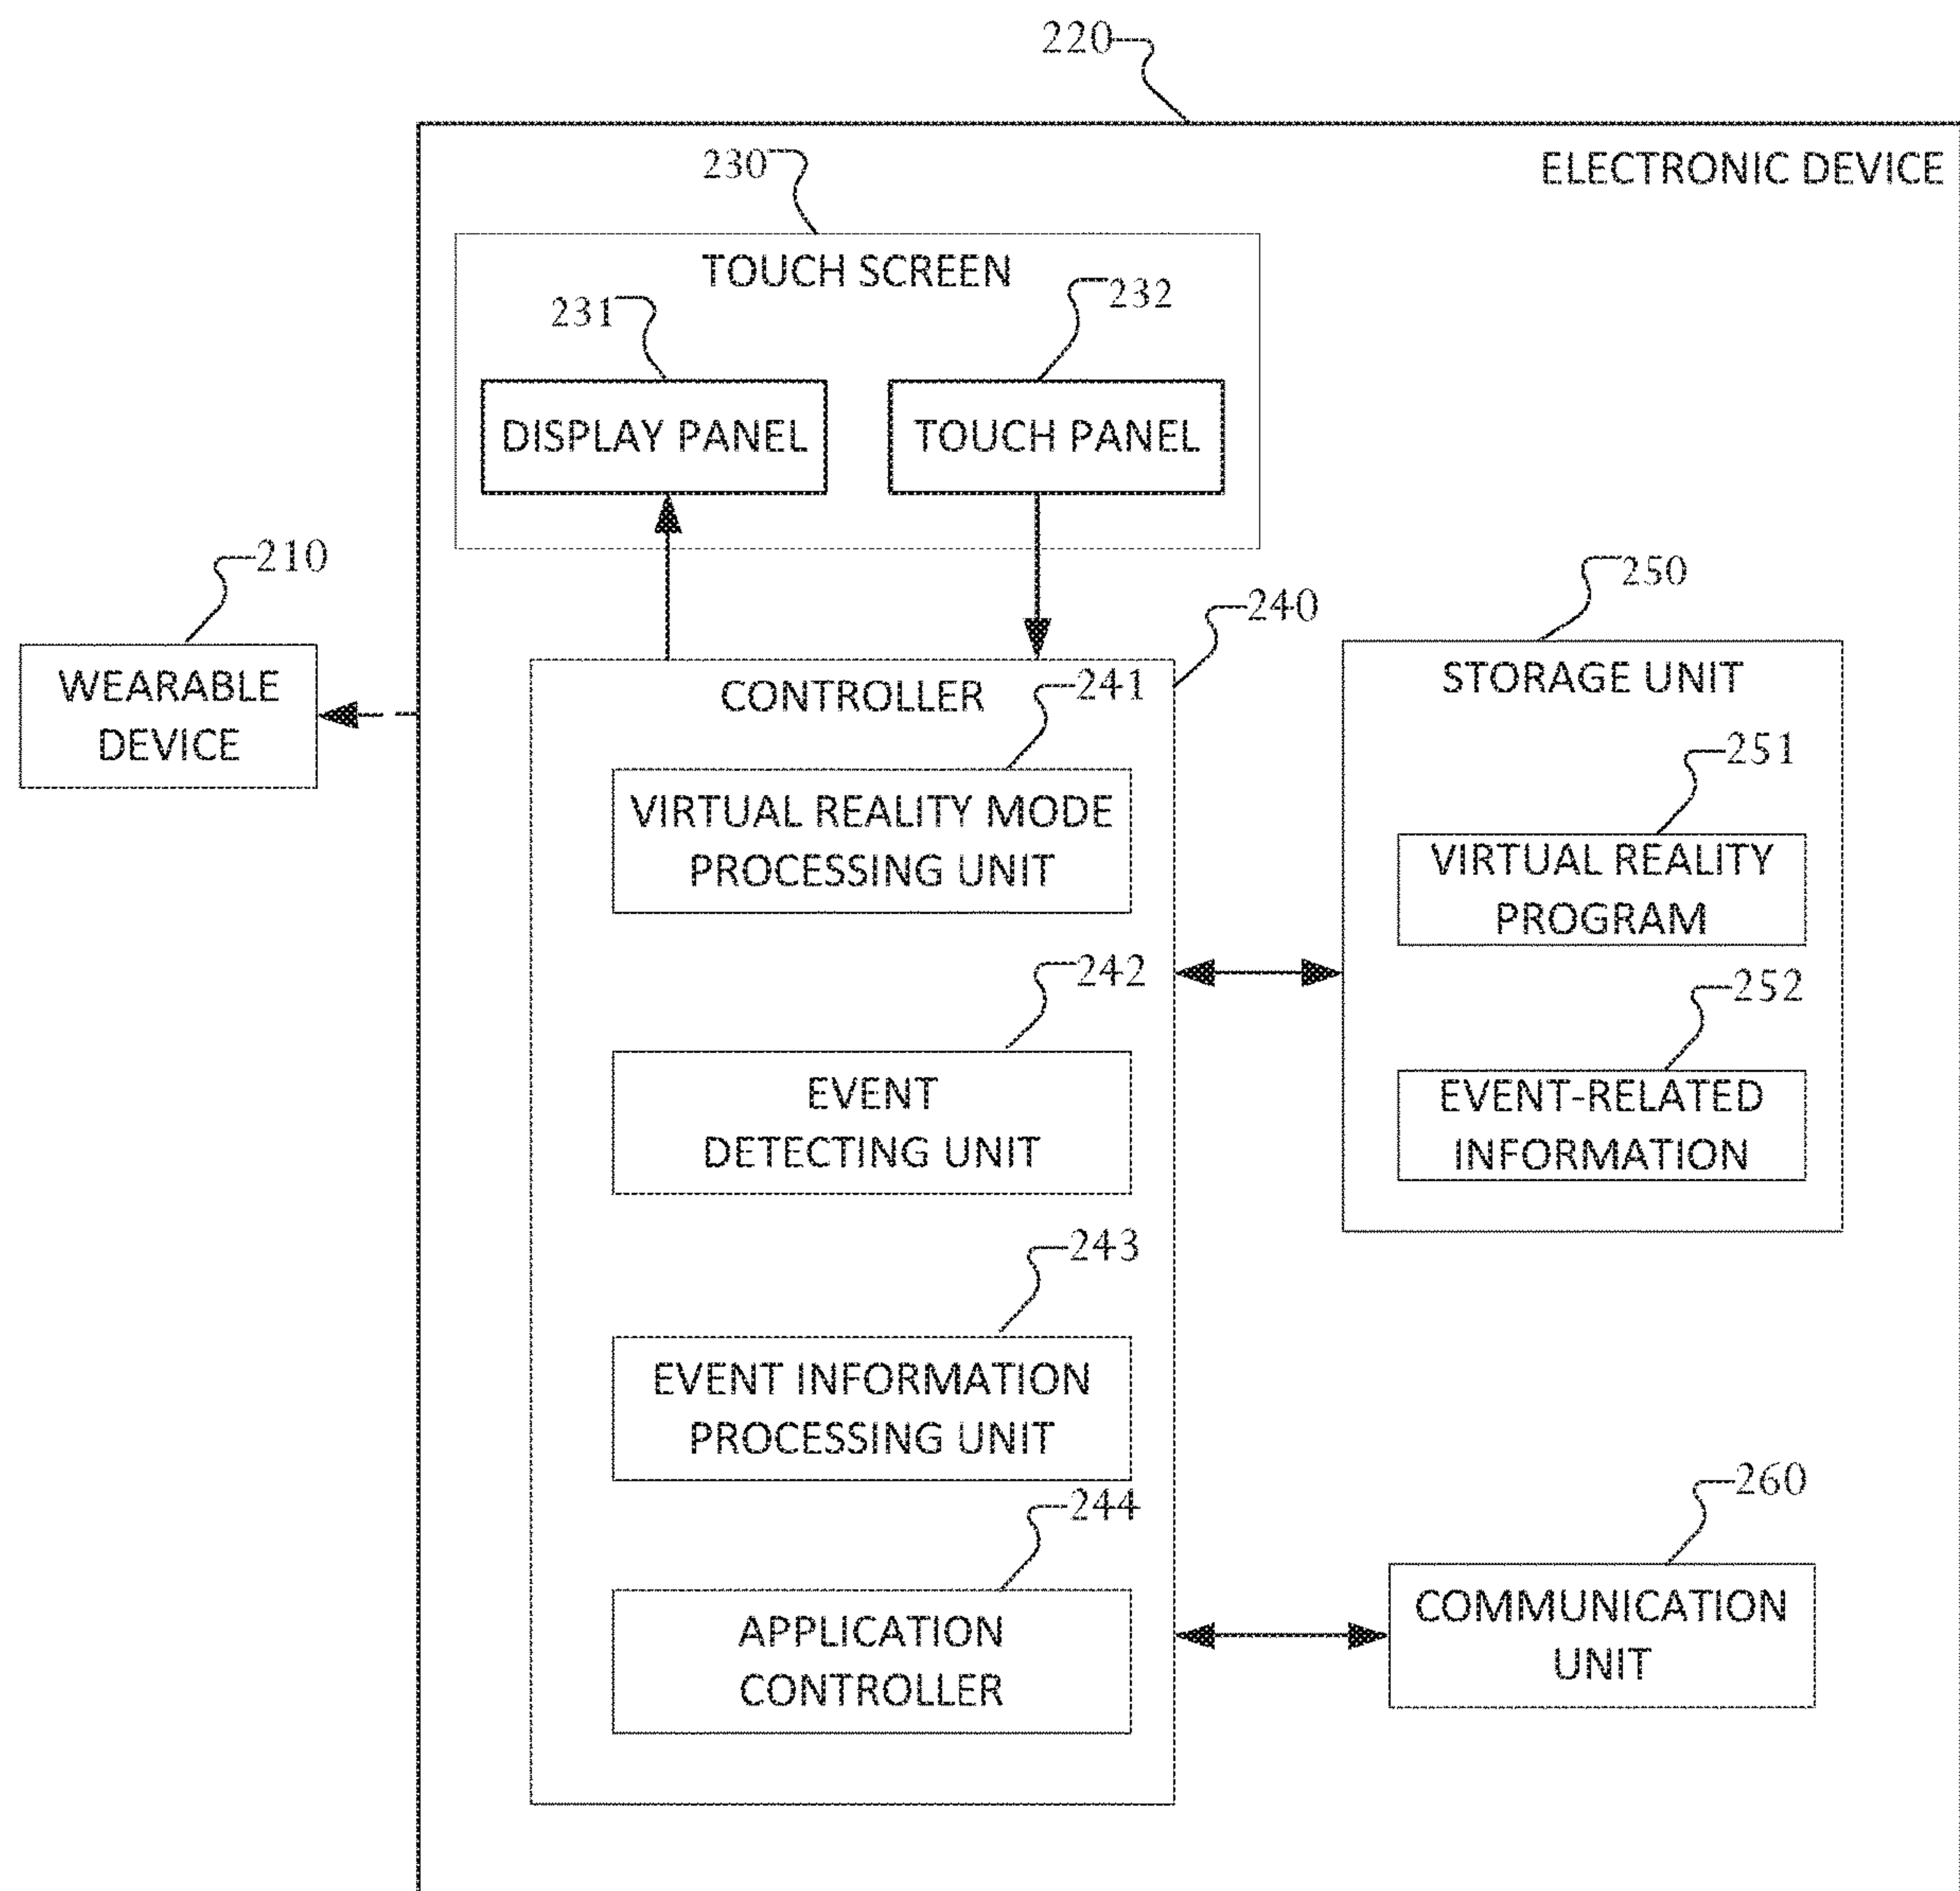 220
ELECTRONIC DEVICE
230
TOUCH SCREEN
231
232
DISPLAY PANEL
TOUCH PANEL
210
WEARABLE
DEVICE
240
CONTROLLER
241
VIRTUAL REALITY MODE
PROCESSING UNIT
242
EVENT
DETECTING UNIT
243
EVENT INFORMATION
PROCESSING UNIT
244
APPLICATION
CONTROLLER
250
STORAGE UNIT
251
VIRTUAL REALITY
PROGRAM
252
EVENT-RELATED
INFORMATION
260
COMMUNICATION
UNIT